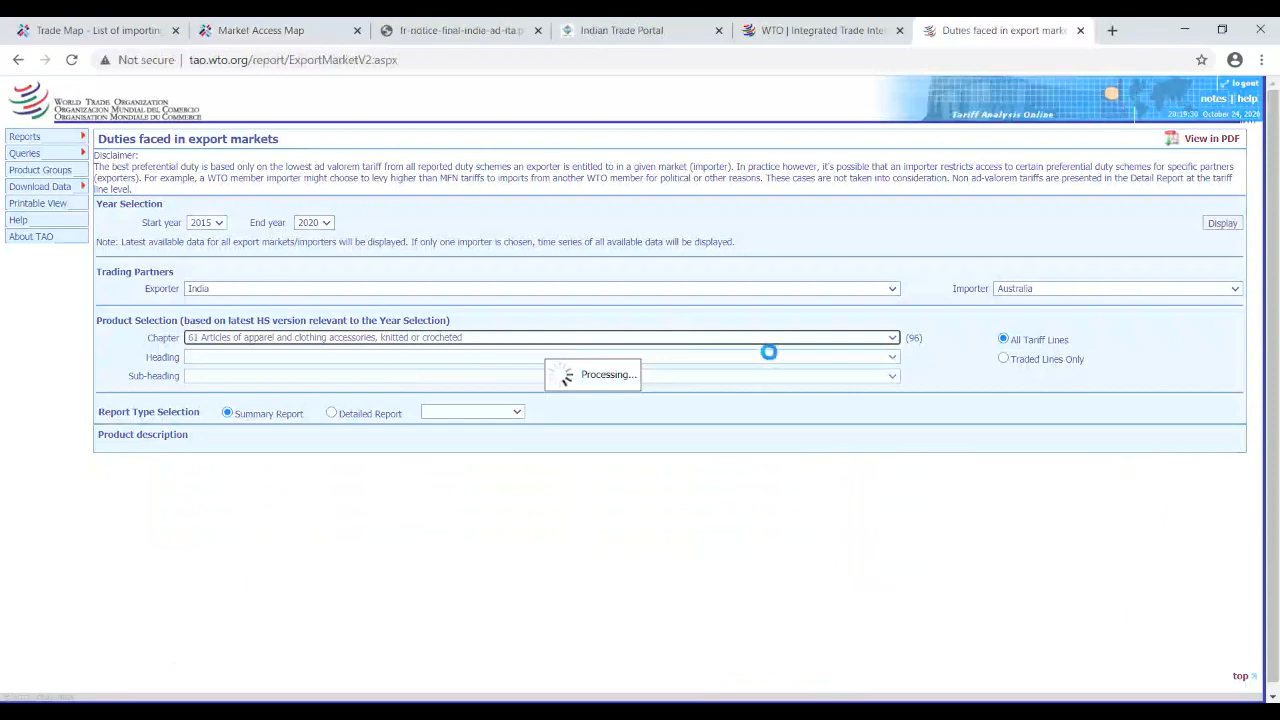 Trade Map - List of importin
Market Access Map
fr-notice-final-india-ad-ita.p
Indian Trade Portal
WTO | Integrated Trade Inte
Duties faced in export marke
Not secure | tao.wto.org/report/ExportMarketV2.aspx
WORLD TRADE ORGANIZATION
ORGANIZACION MUNDIAL DEL COMERCIO
ORGANISATION MONDIALE DU COMMERCE
logout
notes | help
Tariff Analysis Online
20:19:30 October 24, 2020
Reports
Queries
Product Groups
Download Data
Printable View
Help
About TAO
Duties faced in export markets
View in PDF
Disclaimer:
The best preferential duty is based only on the lowest ad valorem tariff from all reported duty schemes an exporter is entitled to in a given market (importer). In practice however, it's possible that an importer restricts access to certain preferential duty schemes for specific partners
(exporters). For example, a WTO member importer might choose to levy higher than MFN tariffs to imports from another WTO member for political or other reasons. These cases are not taken into consideration. Non ad-valorem tariffs are presented in the Detail Report at the tariff
line level.
Year Selection
Start year 2015 End year 2020
Display
Note: Latest available data for all export markets/importers will be displayed. If only one importer is chosen, time series of all available data will be displayed.
Trading Partners
Exporter India Importer Australia
Product Selection (based on latest HS version relevant to the Year Selection)
Chapter 61 Articles of apparel and clothing accessories, knitted or crocheted (96)
All Tariff Lines
Heading
Traded Lines Only
Sub-heading
Processing...
Report Type Selection Summary Report Detailed Report
Product description
top